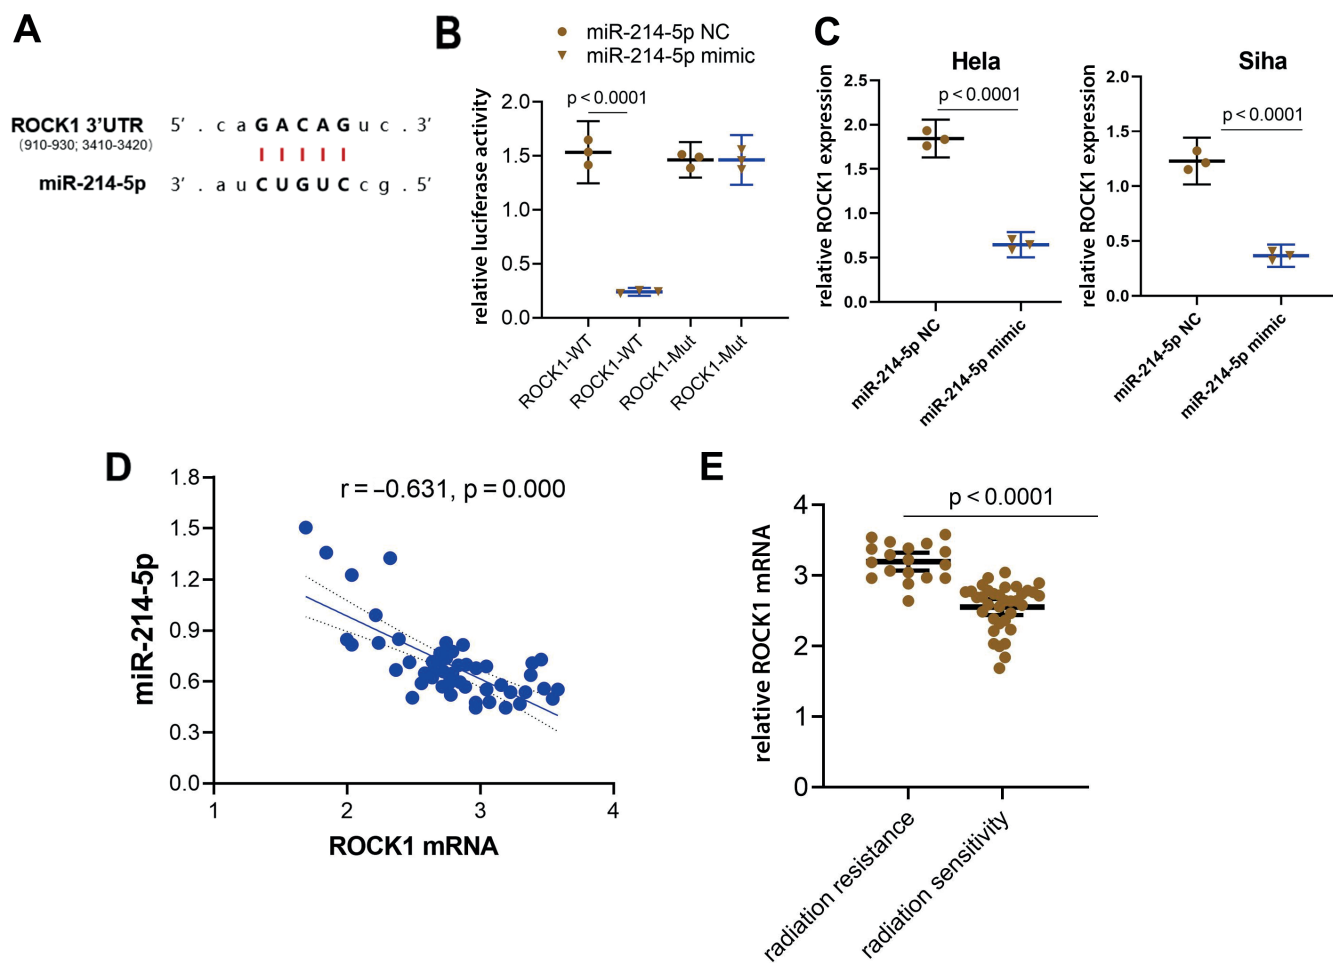 A
ROCK1 3'UTR
(910-930; 3410-3420)
5' . c a G A C A G u c . 3'
miR-214-5p
3' . a u C U G U C c g . 5'
B
miR-214-5p NC
miR-214-5p mimic
p < 0.0001
relative luciferase activity
2.0
1.5
1.0
0.5
0.0
ROCK1-WT
ROCK1-WT
ROCK1-Mut
ROCK1-Mut
C
Hela
p < 0.0001
relative ROCK1 expression
2.5
2.0
1.5
1.0
0.5
0.0
miR-214-5p NC
miR-214-5p mimic
Siha
p < 0.0001
relative ROCK1 expression
2.0
1.5
1.0
0.5
0.0
miR-214-5p NC
miR-214-5p mimic
D
r = –0.631, p = 0.000
miR-214-5p
1.8
1.5
1.2
0.9
0.6
0.3
0.0
1 2 3 4
ROCK1 mRNA
E
p < 0.0001
relative ROCK1 mRNA
4
3
2
1
0
radiation resistance
radiation sensitivity